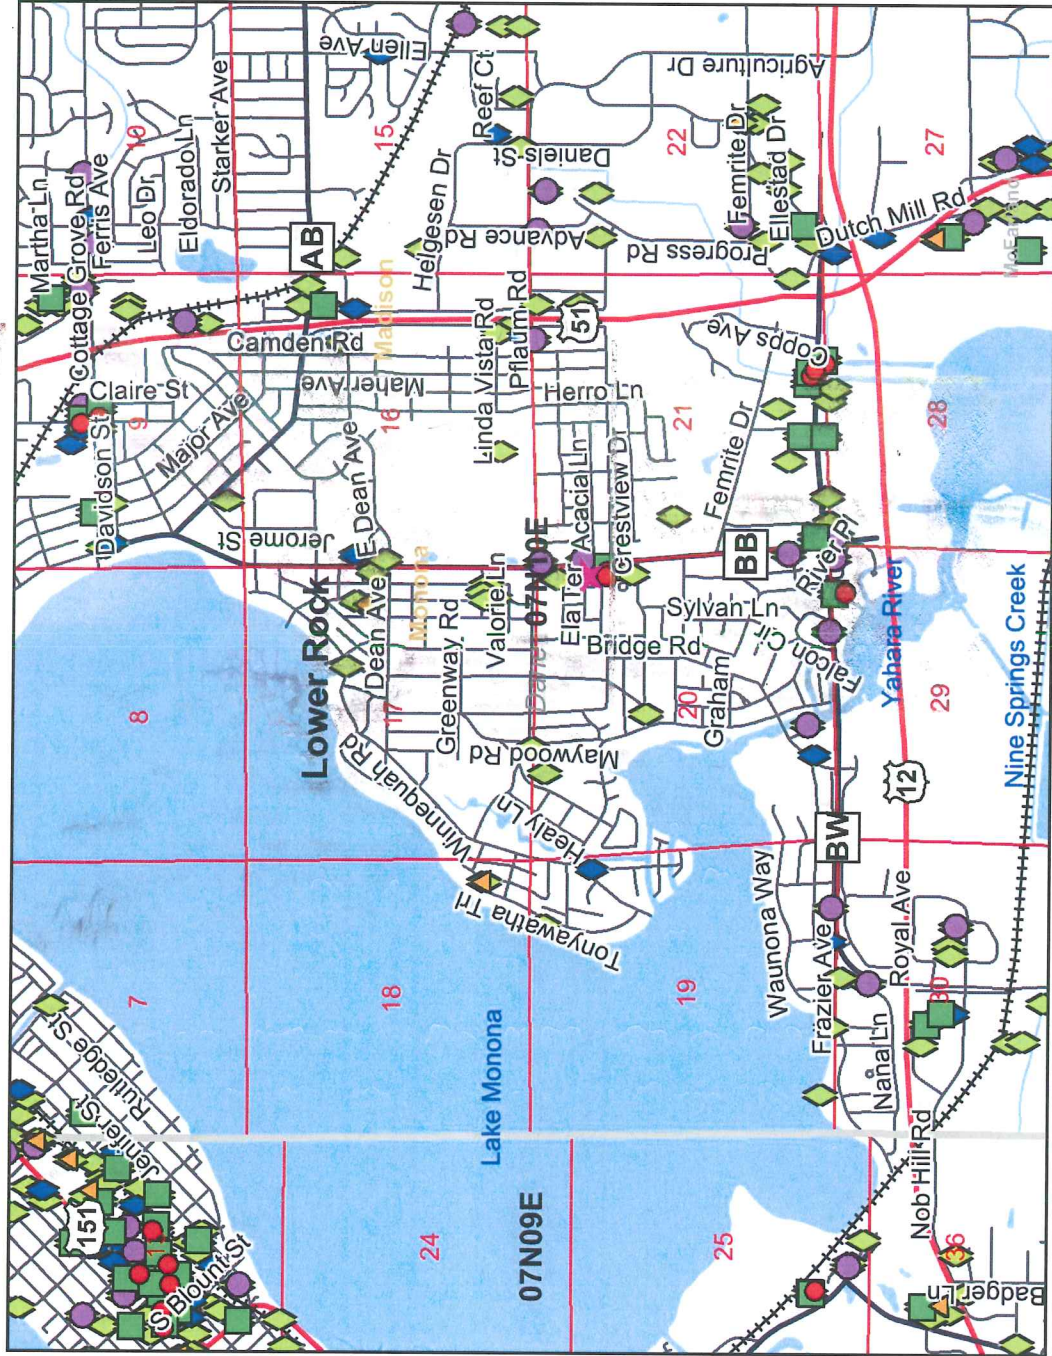 Martha Ln
Cottage Grove Rd
Ferris Ave
10
Leo Dr
Eldorado Ln
Starker Ave
Ellen Ave
15
AB
Reef Ct
Daniels St
Helgesen Dr
Advance Rd
22
Agriculture Dr
Femrite Dr
Ellestad Dr
Progress Rd
Dutch Mill Rd
27
McFarland
Claire St
9
Davidson St
Major Ave
Camden Rd
Maher Ave
Madison
16
E Dean Ave
Jerome St
Linda Vista Rd
Pflaum Rd
51
Herro Ln
Acacia Ln
Crestview Dr
21
Copps Ave
Femrite Dr
28
BB
River Pl
8
Lower Rock
Dean Ave
Monona
17
Greenway Rd
Valorie Ln
07N10E
Ela Ter
Dane
Bridge Rd
Sylvan Ln
Falcon Cir
20
Graham
Maywood Rd
Winnequah Rd
Healy Ln
Yahara River
29
Nine Springs Creek
12
BW
Tonyawatha Trl
7
18
19
Lake Monona
Waunona Way
Frazier Ave
Royal Ave
30
Nana Ln
Rutledge St
Jenifer St
151
S Blount St
24
07N09E
25
Nob Hill Rd
36
Badger Ln